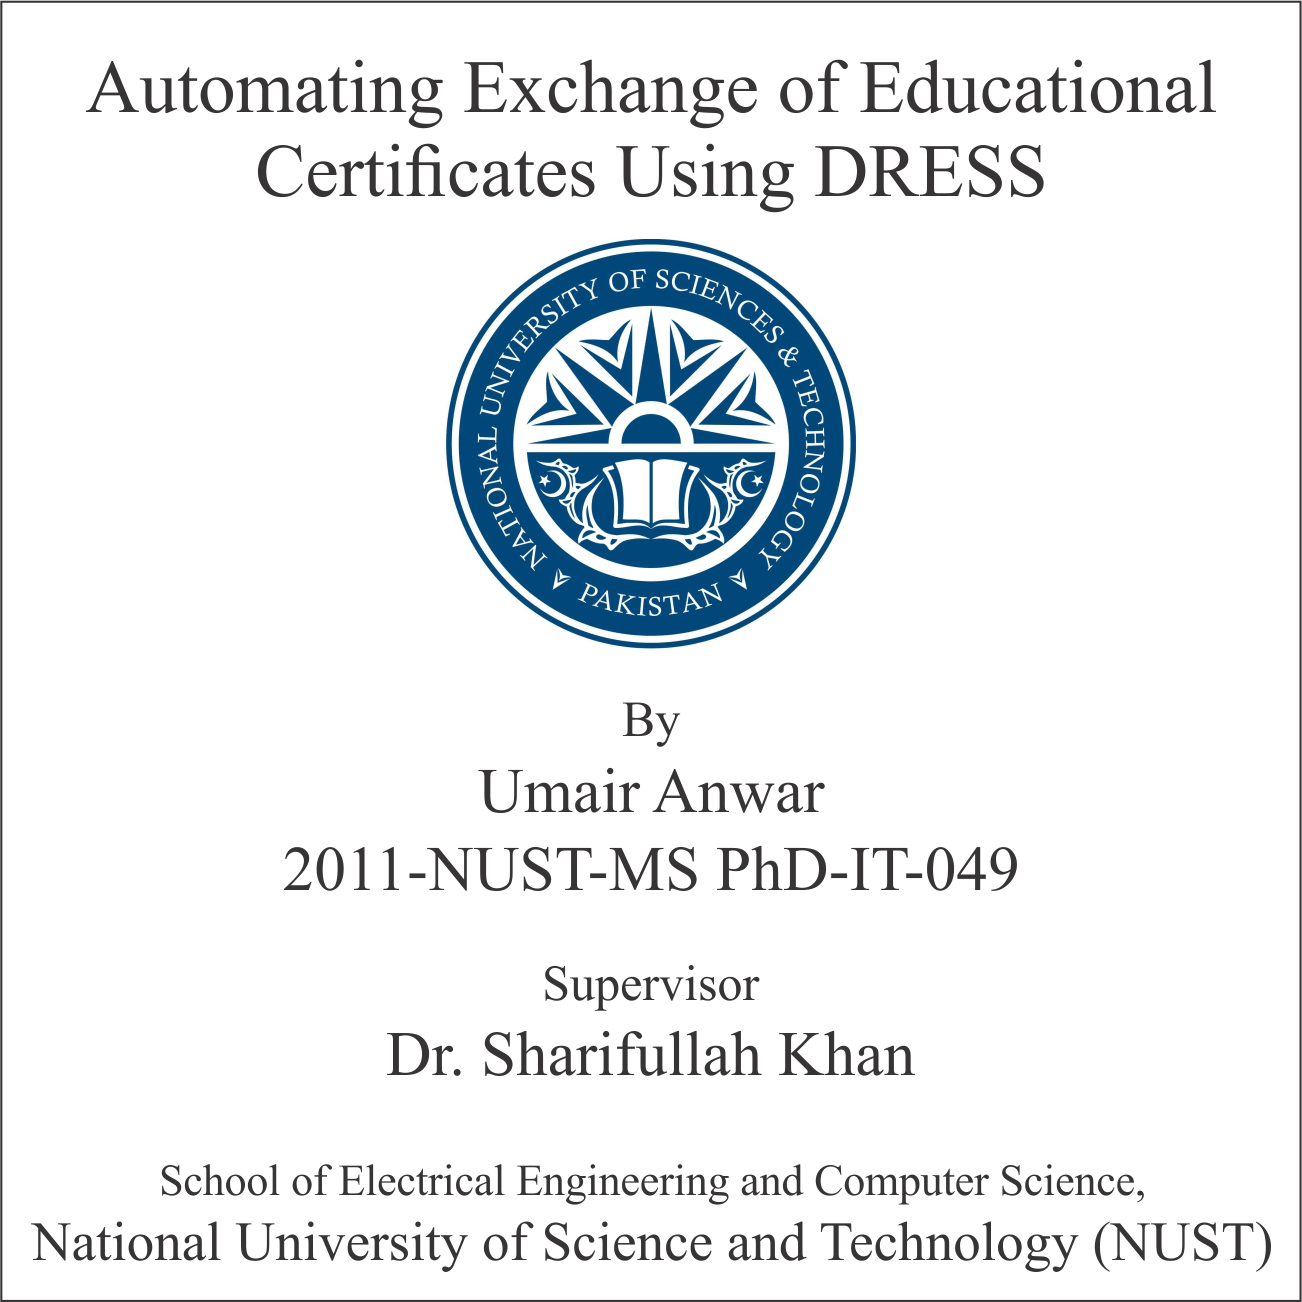 Automating Exchange of Educational
Certificates Using DRESS
NATIONAL UNIVERSITY OF SCIENCES & TECHNOLOGY
PAKISTAN
By
Umair Anwar
2011-NUST-MS PhD-IT-049
Supervisor
Dr. Sharifullah Khan
School of Electrical Engineering and Computer Science,
National University of Science and Technology (NUST)